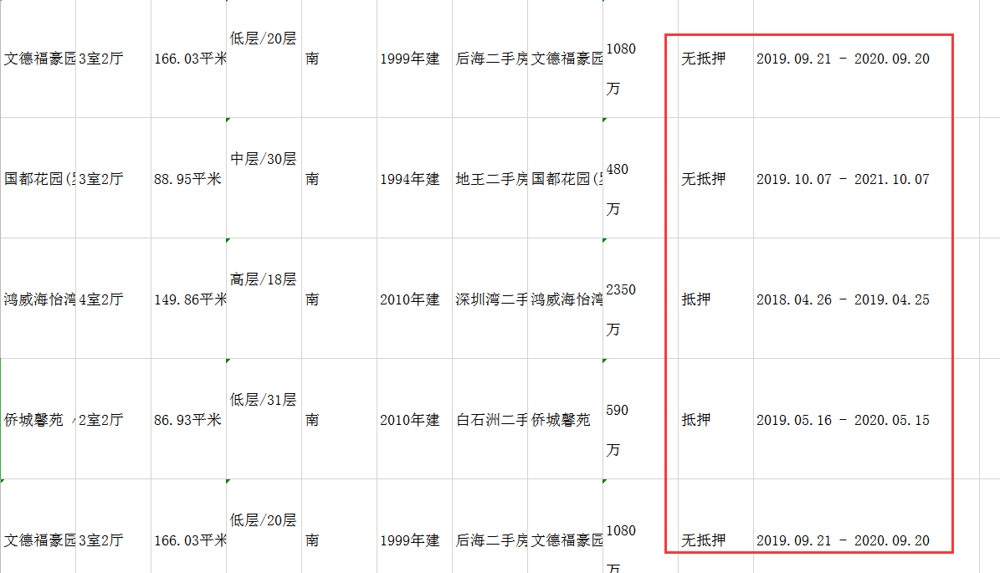 低层/20层
文德福豪园 3室2厅 166.03平米 南 1999年建 后海二手房 文德福豪园 1080 无抵押 2019.09.21 - 2020.09.20
万
中层/30层
国都花园( 3室2厅 88.95平米 南 1994年建 地王二手房 国都花园( 480 无抵押 2019.10.07 - 2021.10.07
万
高层/18层
鸿威海怡湾 4室2厅 149.86平米 南 2010年建 深圳湾二手 鸿威海怡湾 2350 抵押 2018.04.26 - 2019.04.25
万
低层/31层
侨城馨苑 2室2厅 86.93平米 南 2010年建 白石洲二手 侨城馨苑 590 抵押 2019.05.16 - 2020.05.15
万
低层/20层
文德福豪园 3室2厅 166.03平米 南 1999年建 后海二手房 文德福豪园 1080 无抵押 2019.09.21 - 2020.09.20
万